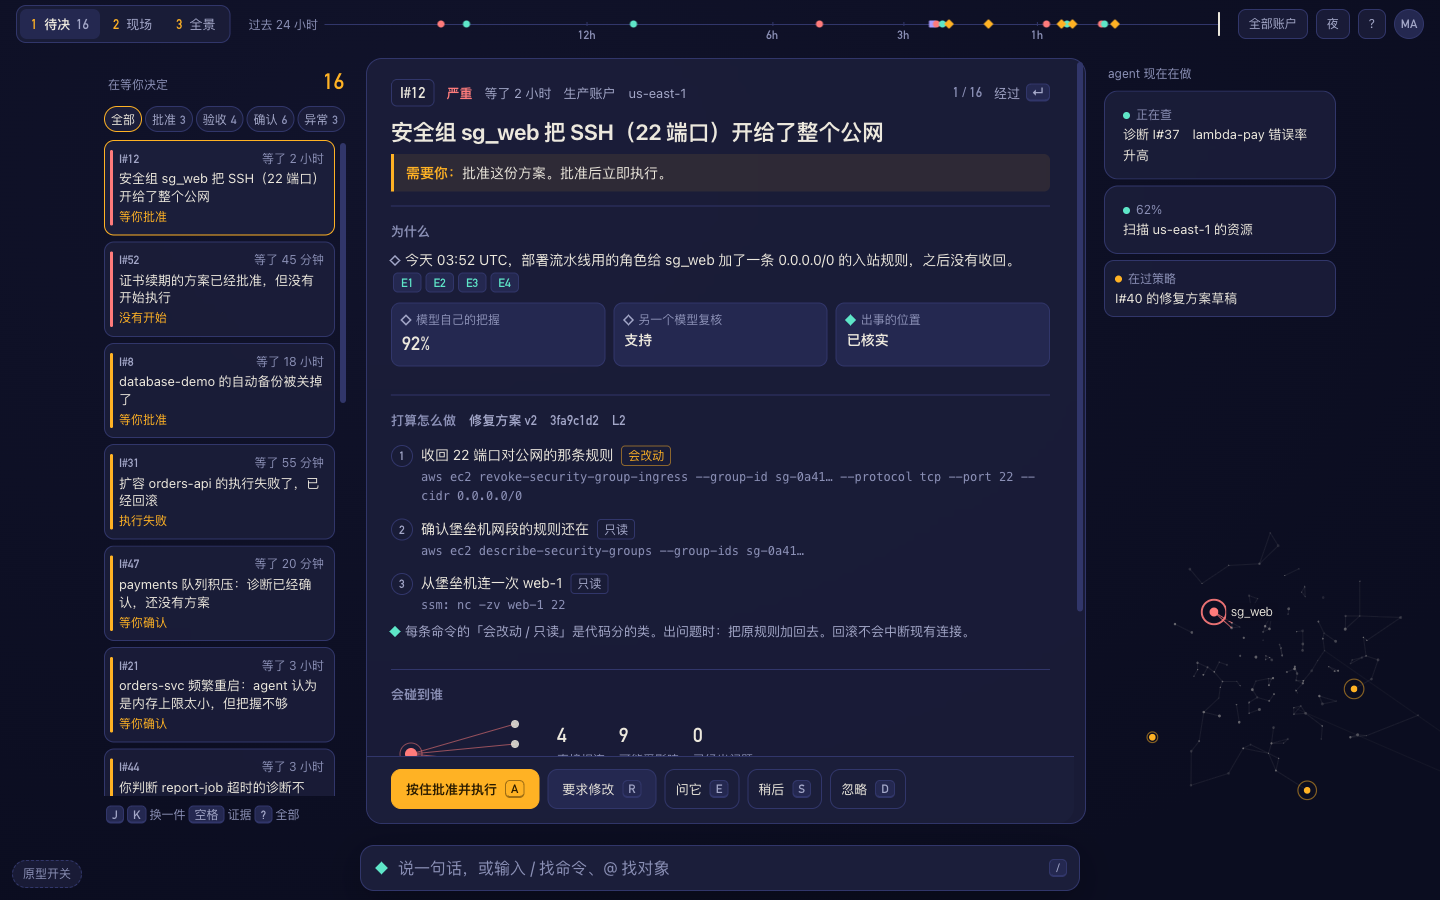 1 待决 16 2 现场 3 全景
过去 24 小时
12h 6h 3h 1h
全部账户 夜 ? MA
在等你决定 16
全部 批准 3 验收 4 确认 6 异常 3
I#12 等了 2 小时
安全组 sg_web 把 SSH（22 端口）
开给了整个公网
等你批准
I#52 等了 45 分钟
证书续期的方案已经批准，但没有
开始执行
没有开始
I#8 等了 18 小时
database-demo 的自动备份被关掉
了
等你批准
I#31 等了 55 分钟
扩容 orders-api 的执行失败了，已
经回滚
执行失败
I#47 等了 20 分钟
payments 队列积压：诊断已经确
认，还没有方案
等你确认
I#21 等了 3 小时
orders-svc 频繁重启：agent 认为
是内存上限太小，但把握不够
等你确认
I#44 等了 3 小时
你判断 report-job 超时的诊断不
J K 换一件 空格 证据 ? 全部
原型开关
I#12 严重 等了 2 小时 生产账户 us-east-1 1 / 16 经过 ↵
安全组 sg_web 把 SSH（22 端口）开给了整个公网
需要你：批准这份方案。批准后立即执行。
为什么
今天 03:52 UTC，部署流水线用的角色给 sg_web 加了一条 0.0.0.0/0 的入站规则，之后没有收回。
E1 E2 E3 E4
模型自己的把握
92%
另一个模型复核
支持
出事的位置
已核实
打算怎么做 修复方案 v2 3fa9c1d2 L2
1 收回 22 端口对公网的那条规则 会改动
aws ec2 revoke-security-group-ingress --group-id sg-0a41… --protocol tcp --port 22 --
cidr 0.0.0.0/0
2 确认堡垒机网段的规则还在 只读
aws ec2 describe-security-groups --group-ids sg-0a41…
3 从堡垒机连一次 web-1 只读
ssm: nc -zv web-1 22
每条命令的「会改动 / 只读」是代码分的类。出问题时：把原规则加回去。回滚不会中断现有连接。
会碰到谁
4 9 0
按住批准并执行 A 要求修改 R 问它 E 稍后 S 忽略 D
说一句话，或输入 / 找命令、@ 找对象 /
agent 现在在做
正在查
诊断 I#37 lambda-pay 错误率
升高
62%
扫描 us-east-1 的资源
在过策略
I#40 的修复方案草稿
sg_web